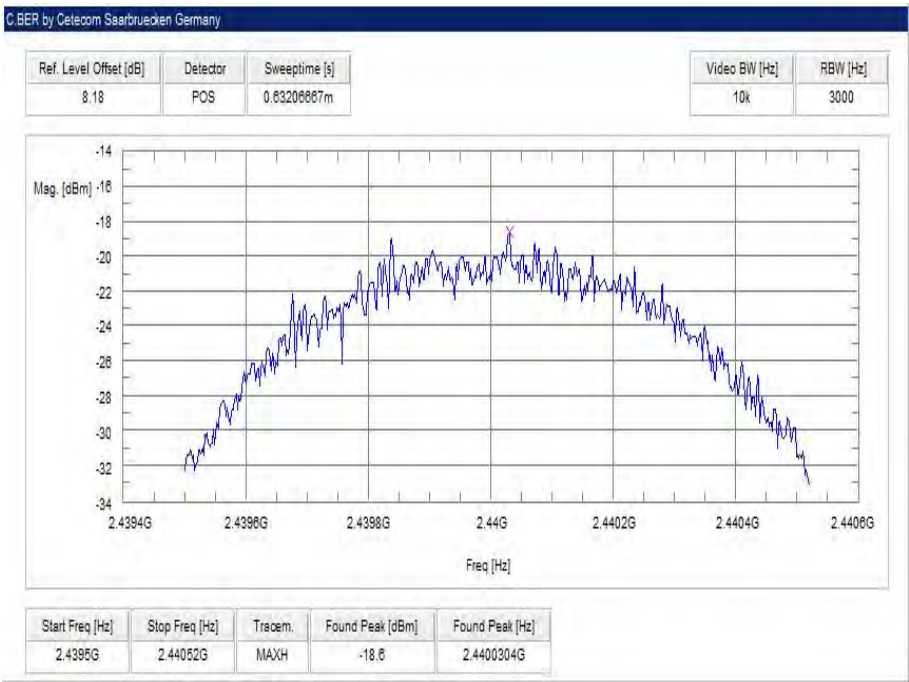 C.BER by Cetecom Saarbruecken Germany
Ref. Level Offset [dB] Detector Sweeptime [s] Video BW [Hz] RBW [Hz]
8.18 POS 0.63206667m 10k 3000
-14
Mag. [dBm] -16
-18
-20
-22
-24
-26
-28
-30
-32
-34
2.4394G 2.4396G 2.4398G 2.44G 2.4402G 2.4404G 2.4406G
Freq [Hz]
Start Freq [Hz] Stop Freq [Hz] Tracem. Found Peak [dBm] Found Peak [Hz]
2.4395G 2.44052G MAXH -18.6 2.4400304G